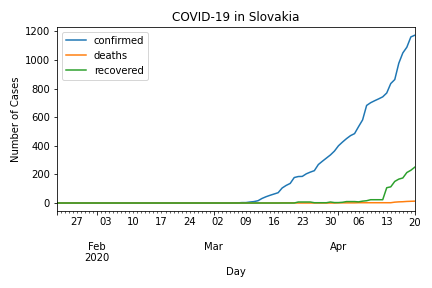 COVID-19 in Slovakia
confirmed
deaths
recovered
Number of Cases
1200
1000
800
600
400
200
0
27 03 10 17 24 02 09 16 23 30 06 13 20
Feb Mar Apr
2020
Day